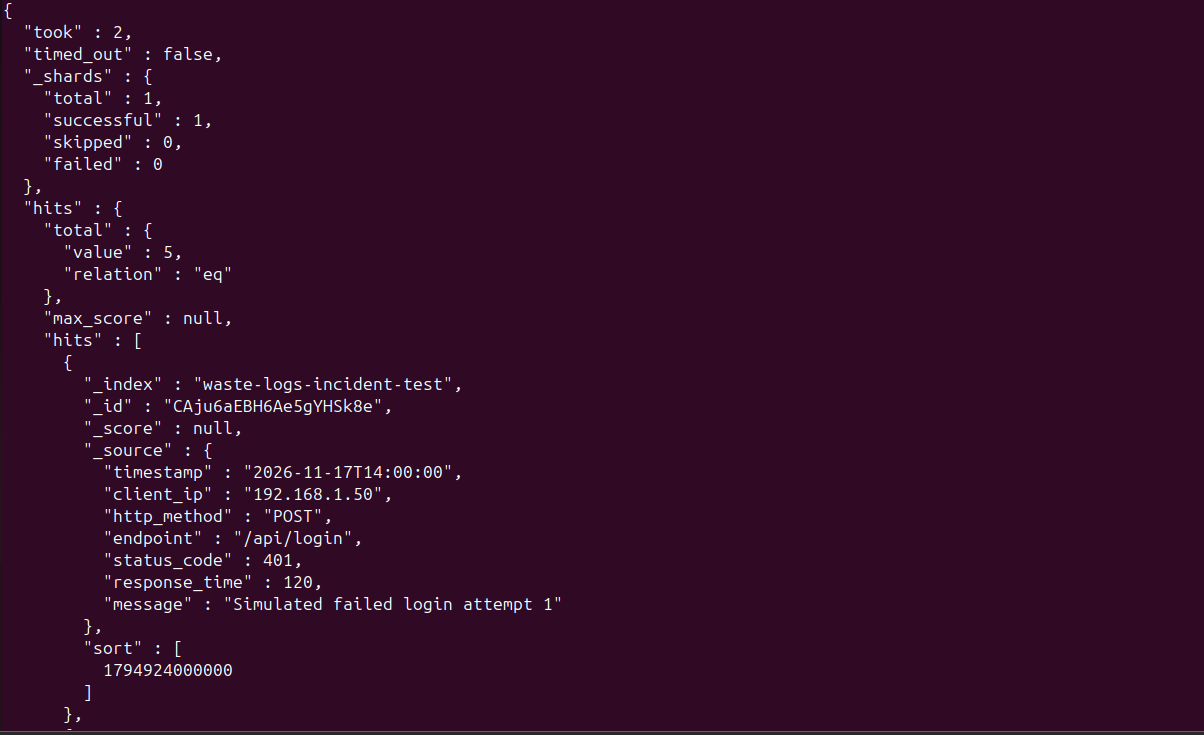 {
  "took" : 2,
  "timed_out" : false,
  "_shards" : {
    "total" : 1,
    "successful" : 1,
    "skipped" : 0,
    "failed" : 0
  },
  "hits" : {
    "total" : {
      "value" : 5,
      "relation" : "eq"
    },
    "max_score" : null,
    "hits" : [
      {
        "_index" : "waste-logs-incident-test",
        "_id" : "CAju6aEBH6Ae5gYHSk8e",
        "_score" : null,
        "_source" : {
          "timestamp" : "2026-11-17T14:00:00",
          "client_ip" : "192.168.1.50",
          "http_method" : "POST",
          "endpoint" : "/api/login",
          "status_code" : 401,
          "response_time" : 120,
          "message" : "Simulated failed login attempt 1"
        },
        "sort" : [
          1794924000000
        ]
      },